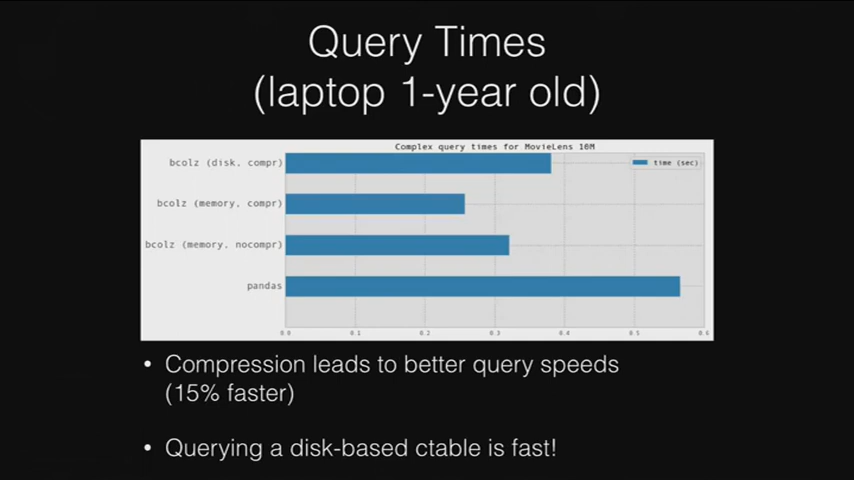 Query Times
(laptop 1-year old)
Complex query times for MovieLens 10M
bcolz (disk, compr)
time (sec)
bcolz (memory, compr)
bcolz (memory, nocompr)
pandas
0.0 0.1 0.2 0.3 0.4 0.5 0.6
• Compression leads to better query speeds
(15% faster)
• Querying a disk-based ctable is fast!